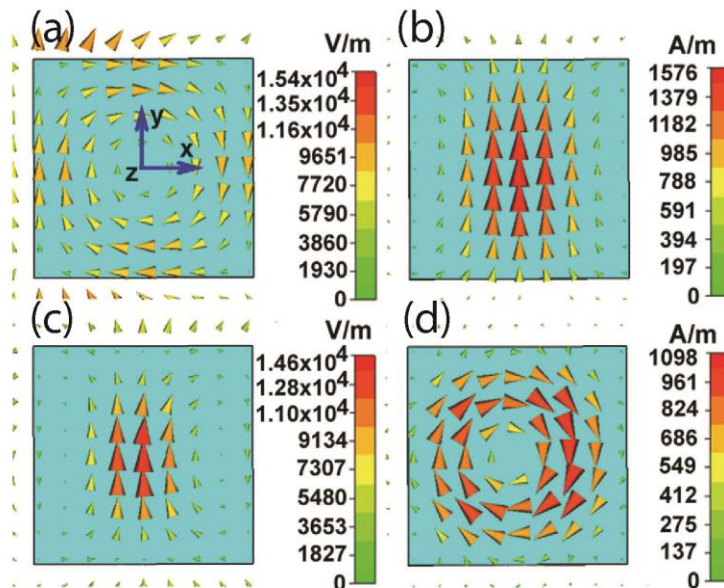 (a)
V/m
1.54x10⁴
1.35x10⁴
1.16x10⁴
9651
7720
5790
3860
1930
0
y
x
z
(b)
A/m
1576
1379
1182
985
788
591
394
197
0
(c)
V/m
1.46x10⁴
1.28x10⁴
1.10x10⁴
9134
7307
5480
3653
1827
0
(d)
A/m
1098
961
824
686
549
412
275
137
0